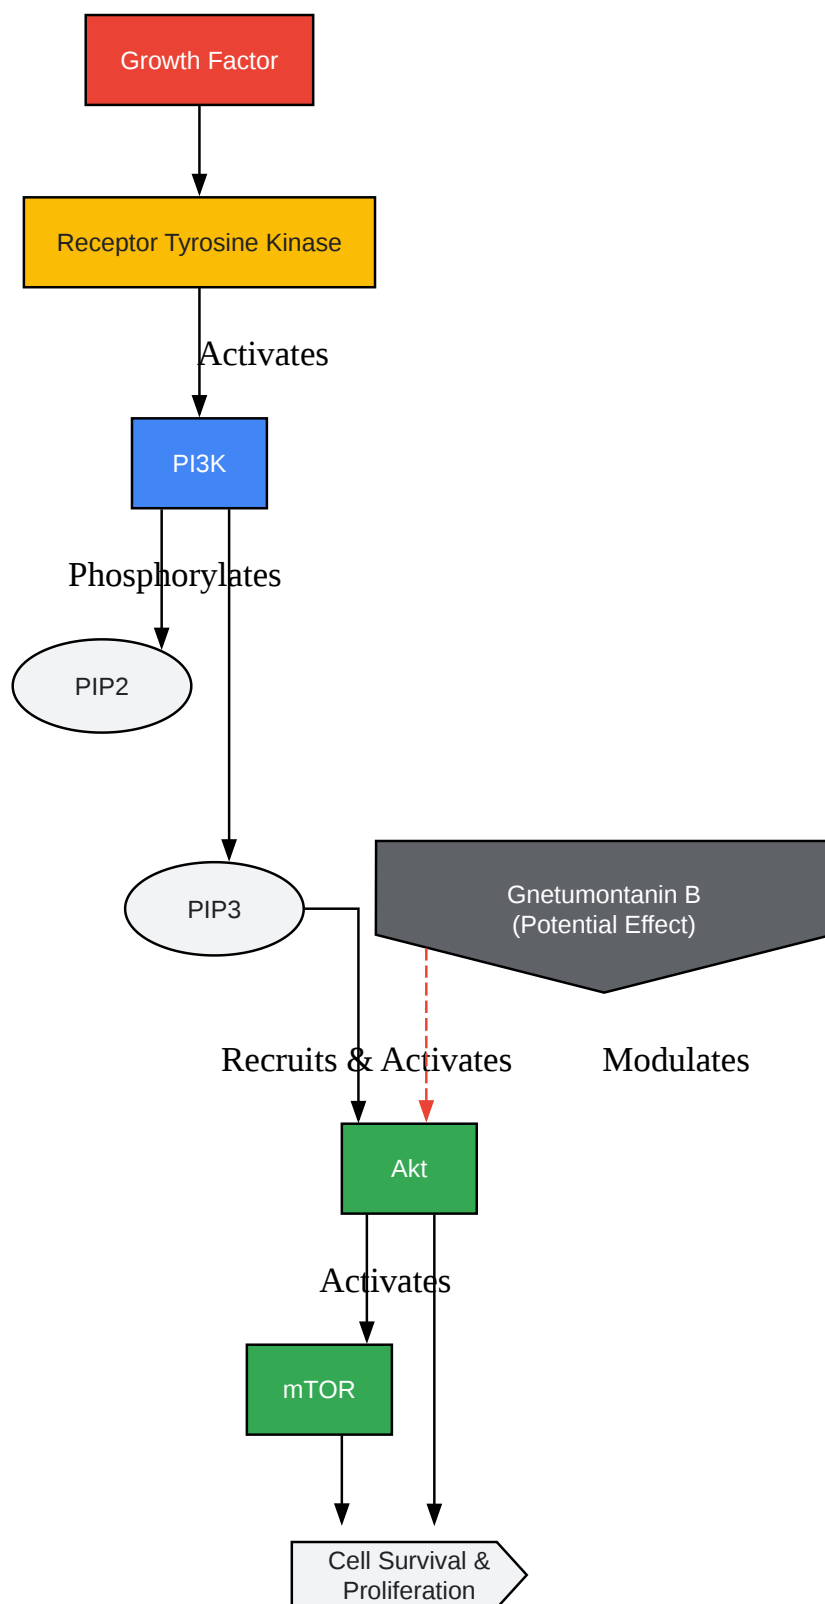 Growth Factor
Receptor Tyrosine Kinase
Activates
PI3K
Phosphorylates
PIP2
PIP3
Gnetumontanin B
(Potential Effect)
Recruits & Activates
Modulates
Akt
Activates
mTOR
Cell Survival &
Proliferation